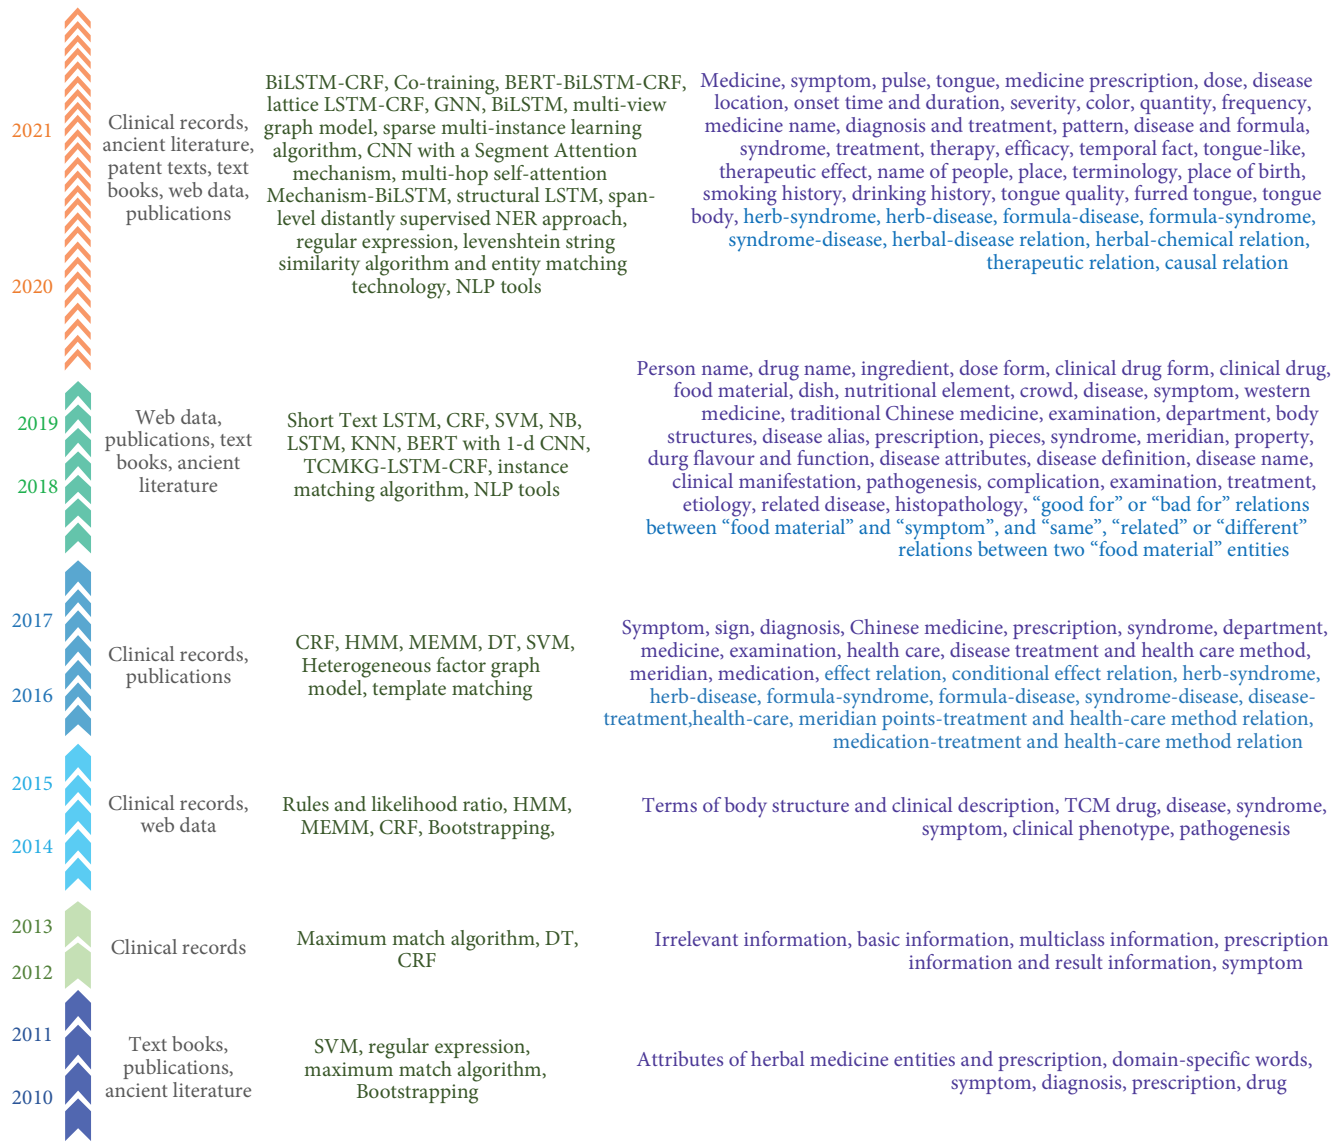 2021
2020
Clinical records,
ancient literature,
patent texts, text
books, web data,
publications
BiLSTM-CRF, Co-training, BERT-BiLSTM-CRF,
lattice LSTM-CRF, GNN, BiLSTM, multi-view
graph model, sparse multi-instance learning
algorithm, CNN with a Segment Attention
mechanism, multi-hop self-attention
Mechanism-BiLSTM, structural LSTM, span-
level distantly supervised NER approach,
regular expression, levenshtein string
similarity algorithm and entity matching
technology, NLP tools
Medicine, symptom, pulse, tongue, medicine prescription, dose, disease
location, onset time and duration, severity, color, quantity, frequency,
medicine name, diagnosis and treatment, pattern, disease and formula,
syndrome, treatment, therapy, efficacy, temporal fact, tongue-like,
therapeutic effect, name of people, place, terminology, place of birth,
smoking history, drinking history, tongue quality, furred tongue, tongue
body, herb-syndrome, herb-disease, formula-disease, formula-syndrome,
syndrome-disease, herbal-disease relation, herbal-chemical relation,
therapeutic relation, causal relation
2019
2018
Web data,
publications, text
books, ancient
literature
Short Text LSTM, CRF, SVM, NB,
LSTM, KNN, BERT with 1-d CNN,
TCMKG-LSTM-CRF, instance
matching algorithm, NLP tools
Person name, drug name, ingredient, dose form, clinical drug form, clinical drug,
food material, dish, nutritional element, crowd, disease, symptom, western
medicine, traditional Chinese medicine, examination, department, body
structures, disease alias, prescription, pieces, syndrome, meridian, property,
durg flavour and function, disease attributes, disease definition, disease name,
clinical manifestation, pathogenesis, complication, examination, treatment,
etiology, related disease, histopathology, “good for” or “bad for” relations
between “food material” and “symptom”, and “same”, “related” or “different”
relations between two “food material” entities
2017
2016
Clinical records,
publications
CRF, HMM, MEMM, DT, SVM,
Heterogeneous factor graph
model, template matching
Symptom, sign, diagnosis, Chinese medicine, prescription, syndrome, department,
medicine, examination, health care, disease treatment and health care method,
meridian, medication, effect relation, conditional effect relation, herb-syndrome,
herb-disease, formula-syndrome, formula-disease, syndrome-disease, disease-
treatment,health-care, meridian points-treatment and health-care method relation,
medication-treatment and health-care method relation
2015
2014
Clinical records,
web data
Rules and likelihood ratio, HMM,
MEMM, CRF, Bootstrapping,
Terms of body structure and clinical description, TCM drug, disease, syndrome,
symptom, clinical phenotype, pathogenesis
2013
2012
Clinical records
Maximum match algorithm, DT,
CRF
Irrelevant information, basic information, multiclass information, prescription
information and result information, symptom
2011
2010
Text books,
publications,
ancient literature
SVM, regular expression,
maximum match algorithm,
Bootstrapping
Attributes of herbal medicine entities and prescription, domain-specific words,
symptom, diagnosis, prescription, drug